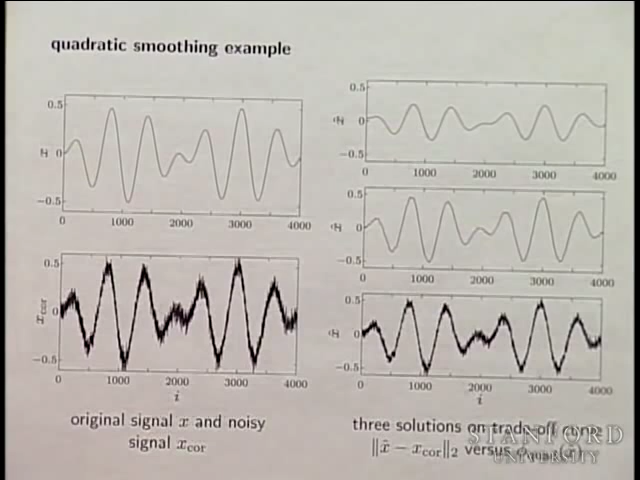 quadratic smoothing example
0.5
x 0
−0.5
0 1000 2000 3000 4000
0.5
x_cor 0
−0.5
0 1000 2000 3000 4000
i
original signal x and noisy
signal x_cor
0.5
x̂ 0
−0.5
0 1000 2000 3000 4000
0.5
x̂ 0
−0.5
0 1000 2000 3000 4000
0.5
x̂ 0
−0.5
0 1000 2000 3000 4000
i
three solutions on trade-off curve
‖x̂ − x_cor‖₂ versus ϕ_quad(x̂)
STANFORD
UNIVERSITY